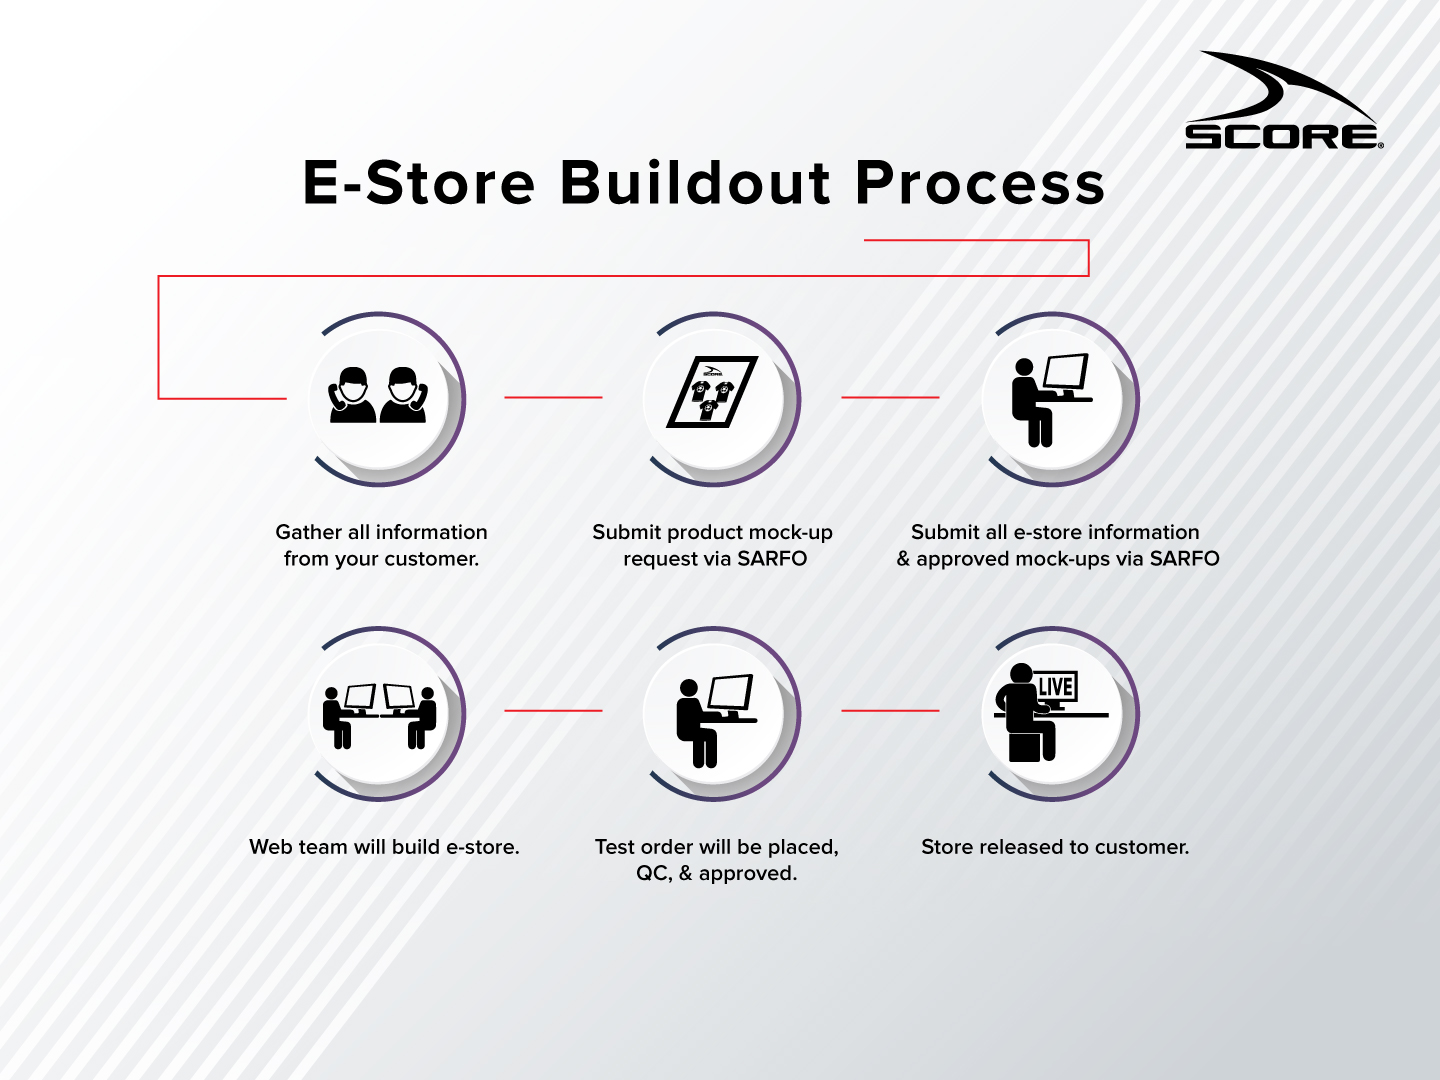 SCORE®
E-Store Buildout Process
SCORE
Gather all information
from your customer.
Submit product mock-up
request via SARFO
Submit all e-store information
& approved mock-ups via SARFO
LIVE
Web team will build e-store.
Test order will be placed,
QC, & approved.
Store released to customer.